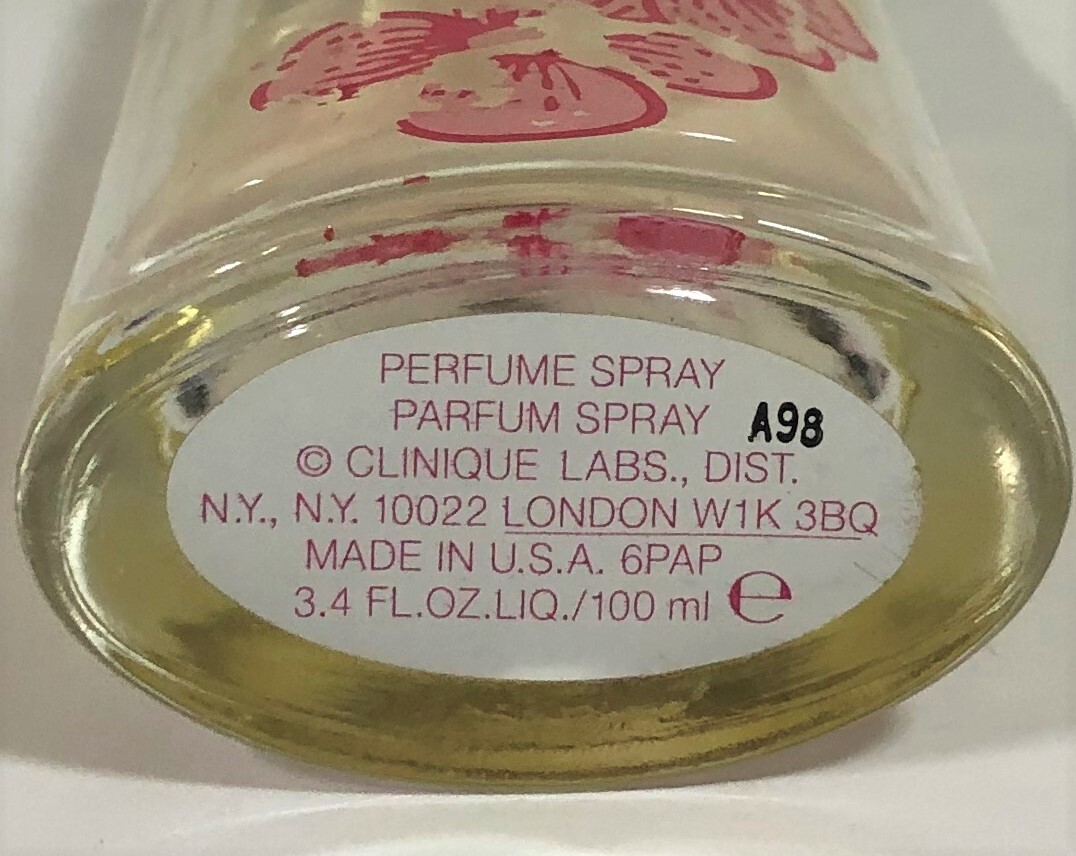 PERFUME SPRAY
PARFUM SPRAY A98
© CLINIQUE LABS., DIST.
N.Y., N.Y. 10022 LONDON W1K 3BQ
MADE IN U.S.A. 6PAP
3.4 FL.OZ.LIQ./100 ml ℮